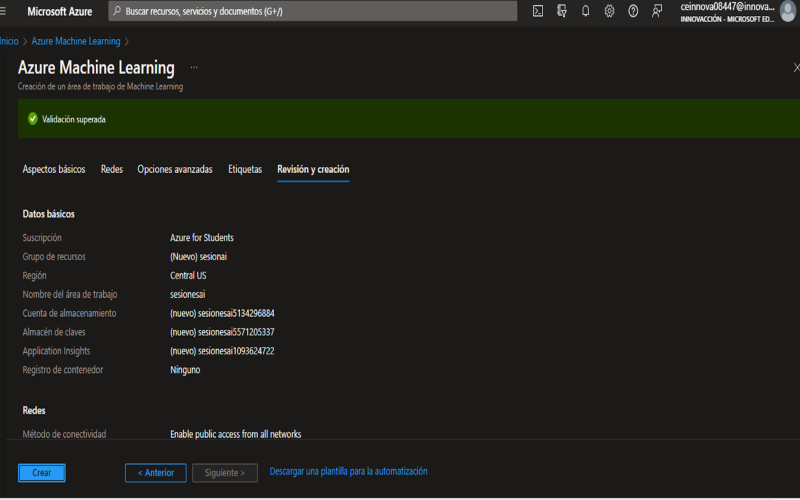 Microsoft Azure
Buscar recursos, servicios y documentos (G+/)
ceinnova08447@innova...
INNOVACCIÓN - MICROSOFT ED...
Inicio > Azure Machine Learning >
Azure Machine Learning ...
Creación de un área de trabajo de Machine Learning
Validación superada
Aspectos básicos Redes Opciones avanzadas Etiquetas Revisión y creación
Datos básicos
Suscripción Azure for Students
Grupo de recursos (Nuevo) sesionai
Región Central US
Nombre del área de trabajo sesionesai
Cuenta de almacenamiento (nuevo) sesionesai5134296884
Almacén de claves (nuevo) sesionesai5571205337
Application Insights (nuevo) sesionesai1093624722
Registro de contenedor Ninguno
Redes
Método de conectividad Enable public access from all networks
Crear < Anterior Siguiente > Descargar una plantilla para la automatización